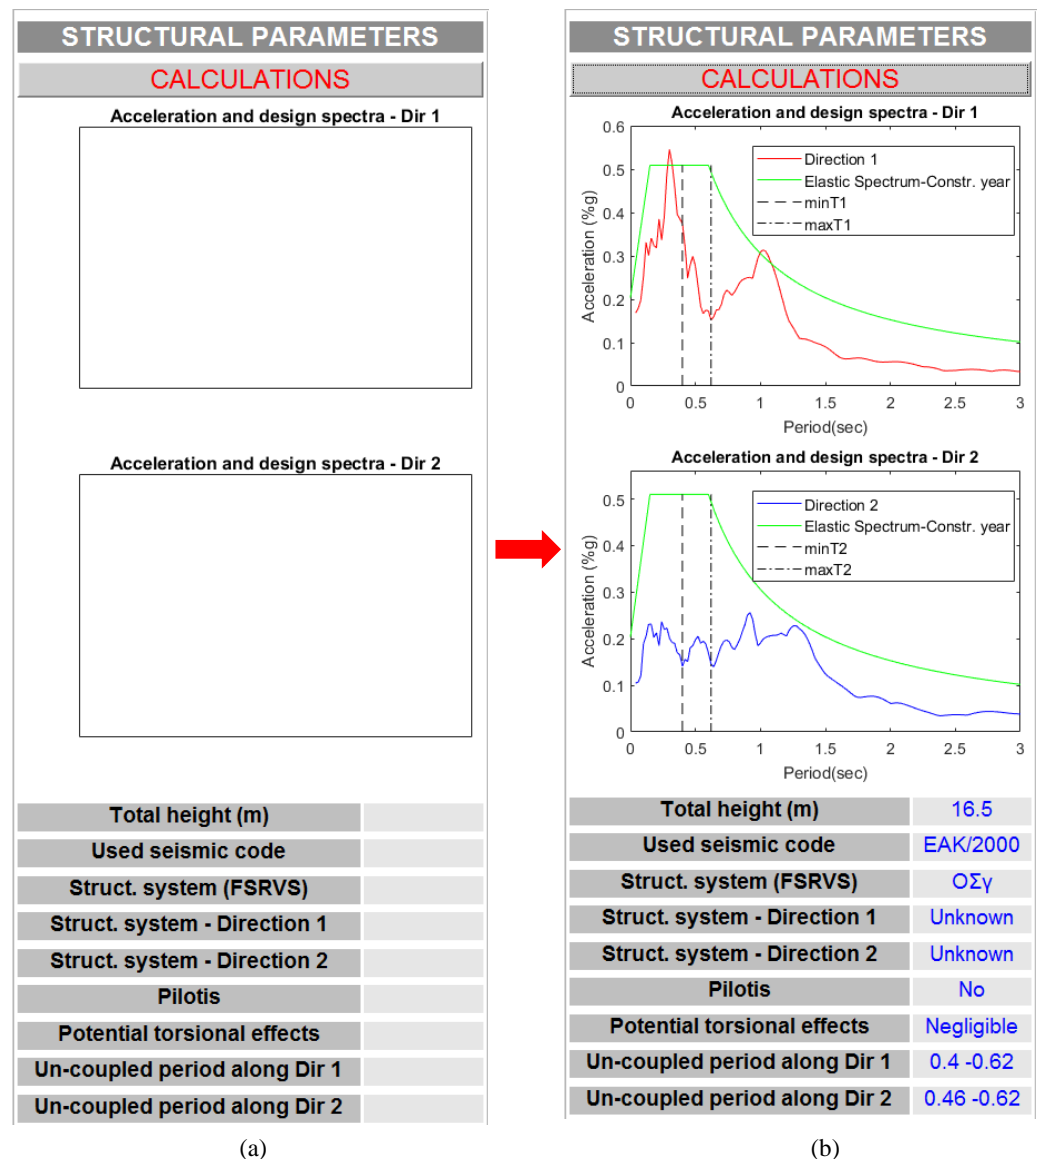 STRUCTURAL PARAMETERS
CALCULATIONS
Acceleration and design spectra - Dir 1
Acceleration and design spectra - Dir 2
Total height (m)
Used seismic code
Struct. system (FSRVS)
Struct. system - Direction 1
Struct. system - Direction 2
Pilotis
Potential torsional effects
Un-coupled period along Dir 1
Un-coupled period along Dir 2
(a)
STRUCTURAL PARAMETERS
CALCULATIONS
Acceleration and design spectra - Dir 1
0.6
0.5
0.4
0.3
0.2
0.1
0
Acceleration (%g)
Direction 1
Elastic Spectrum-Constr. year
minT1
maxT1
0 0.5 1 1.5 2 2.5 3
Period(sec)
Acceleration and design spectra - Dir 2
0.5
0.4
0.3
0.2
0.1
0
Acceleration (%g)
Direction 2
Elastic Spectrum-Constr. year
minT2
maxT2
0 0.5 1 1.5 2 2.5 3
Period(sec)
Total height (m) 16.5
Used seismic code EAK/2000
Struct. system (FSRVS) ΟΣγ
Struct. system - Direction 1 Unknown
Struct. system - Direction 2 Unknown
Pilotis No
Potential torsional effects Negligible
Un-coupled period along Dir 1 0.4 -0.62
Un-coupled period along Dir 2 0.46 -0.62
(b)